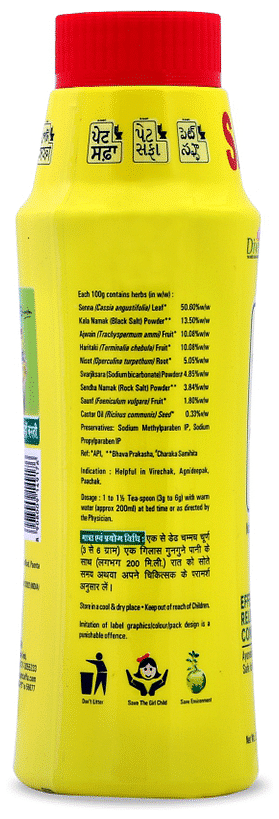 ਪੇਟ
ਸਫ਼ਾ
પેટ
સફા
Each 100g contains herbs (in w/w) :
Senna (Cassia angustifolia) Leaf* 50.60%w/w
Kala Namak (Black Salt) Powder** 13.50%w/w
Ajwain (Trachyspermum ammi) Fruit* 10.08%w/w
Haritaki (Terminalia chebula) Fruit* 10.08%w/w
Nisot (Operculina turpethum) Root* 5.05%w/w
Svarjiksara (Sodium bicarbonate) Powder# 4.85%w/w
Sendha Namak (Rock Salt) Powder** 3.84%w/w
Saunf (Foeniculum vulgare) Fruit* 1.80%w/w
Castor Oil (Ricinus communis) Seed* 0.33%w/w
Preservatives: Sodium Methylparaben IP, Sodium
Propylparaben IP
Ref: *API, **Bhava Prakasha, #Charaka Samhita
Indication : Helpful in Virechak, Agnideepak,
Paachak.
Dosage : 1 to 1½ Tea-spoon (3g to 6g) with warm
water (approx 200ml) at bed time or as directed by
the Physician.
मात्रा एवं प्रयोग विधि : एक से डेढ चम्मच चूर्ण
(3 से 6 ग्राम) एक गिलास गुनगुने पानी के
साथ (लगभग 200 मि.ली.) रात को सोते
समय अथवा अपने चिकित्सक के परामर्श
अनुसार लें।
Store in a cool & dry place • Keep out of reach of Children.
Imitation of label graphics/colour/pack design is a
punishable offence.
Don't Litter
Save The Girl Child
Save Environment